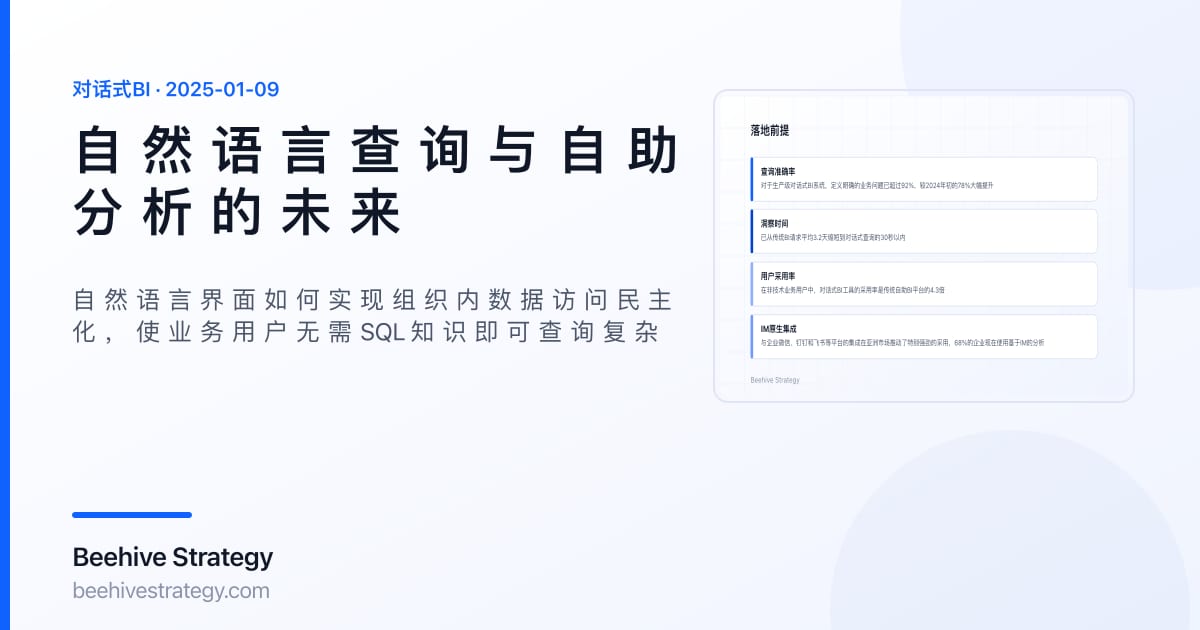 对话式BI · 2025-01-09
自然语言查询与自助
分析的未来
自然语言界面如何实现组织内数据访问民主
化，使业务用户无需SQL知识即可查询复杂
Beehive Strategy
beehivestrategy.com
落地前提
查询准确率
对于生产级对话式BI系统，定义明确的业务问题已超过92%，较2024年初的78%大幅提升
洞察时间
已从传统BI请求平均3.2天缩短到对话式查询的30秒以内
用户采用率
在非技术业务用户中，对话式BI工具的采用率是传统自助BI平台的4.3倍
IM原生集成
与企业微信、钉钉和飞书等平台的集成在亚洲市场推动了特别强劲的采用，68%的企业现在使用基于IM的分析
Beehive Strategy